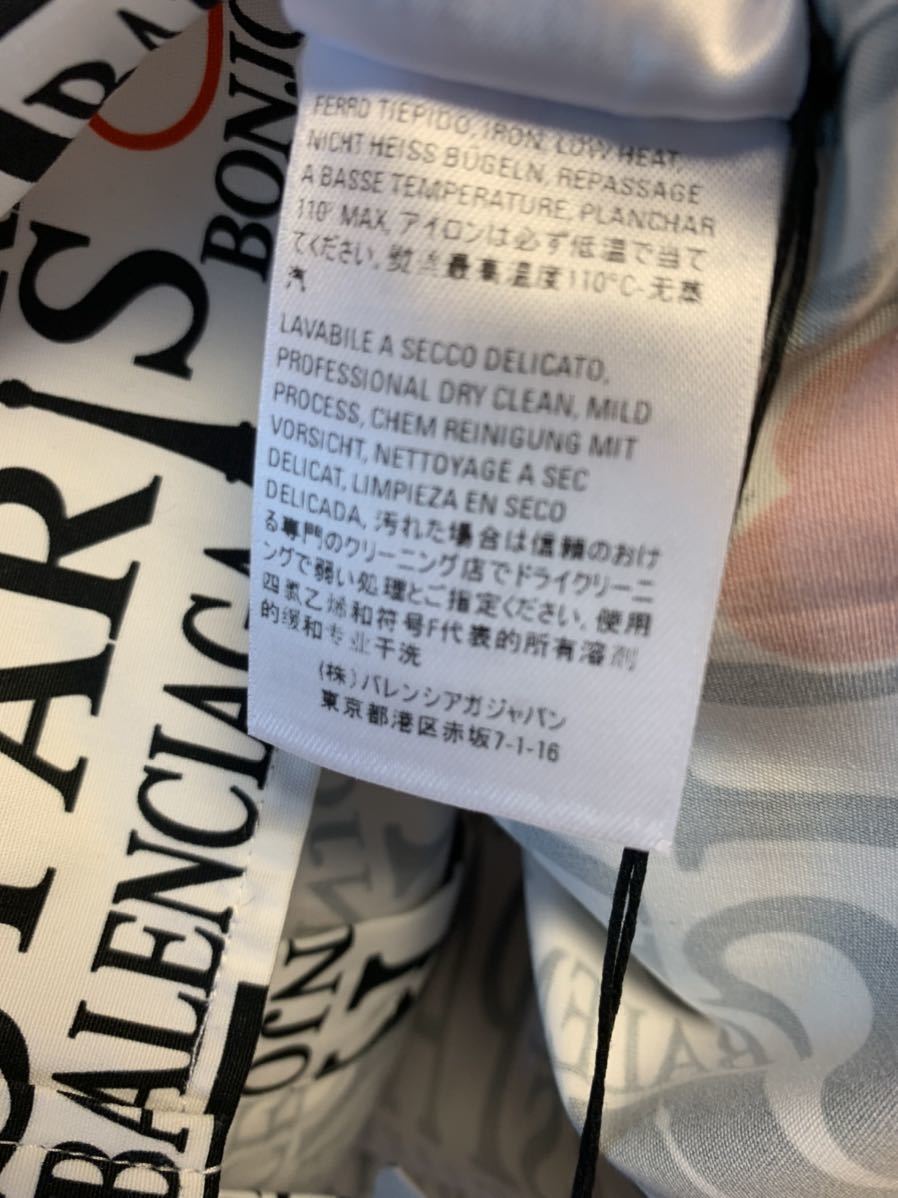 FERRO TIEPIDO, IRON, LOW HEAT,
NICHT HEISS BÜGELN, REPASSAGE
A BASSE TEMPERATURE, PLANCHAR
110° MAX, アイロンは必ず低温で当て
てください. 熨烫最高温度110°C-无蒸
汽
LAVABILE A SECCO DELICATO,
PROFESSIONAL DRY CLEAN, MILD
PROCESS, CHEM REINIGUNG MIT
VORSICHT, NETTOYAGE A SEC
DELICAT, LIMPIEZA EN SECO
DELICADA, 汚れた場合は信頼のおけ
る専門のクリーニング店でドライクリーニ
ングで弱い処理とご指定ください. 使用
四氯乙烯和符号F代表的所有溶剂
的缓和专业干洗
(株)バレンシアガジャパン
東京都港区赤坂7-1-16
BONJO
BALENCIAGA
BALENCIAG